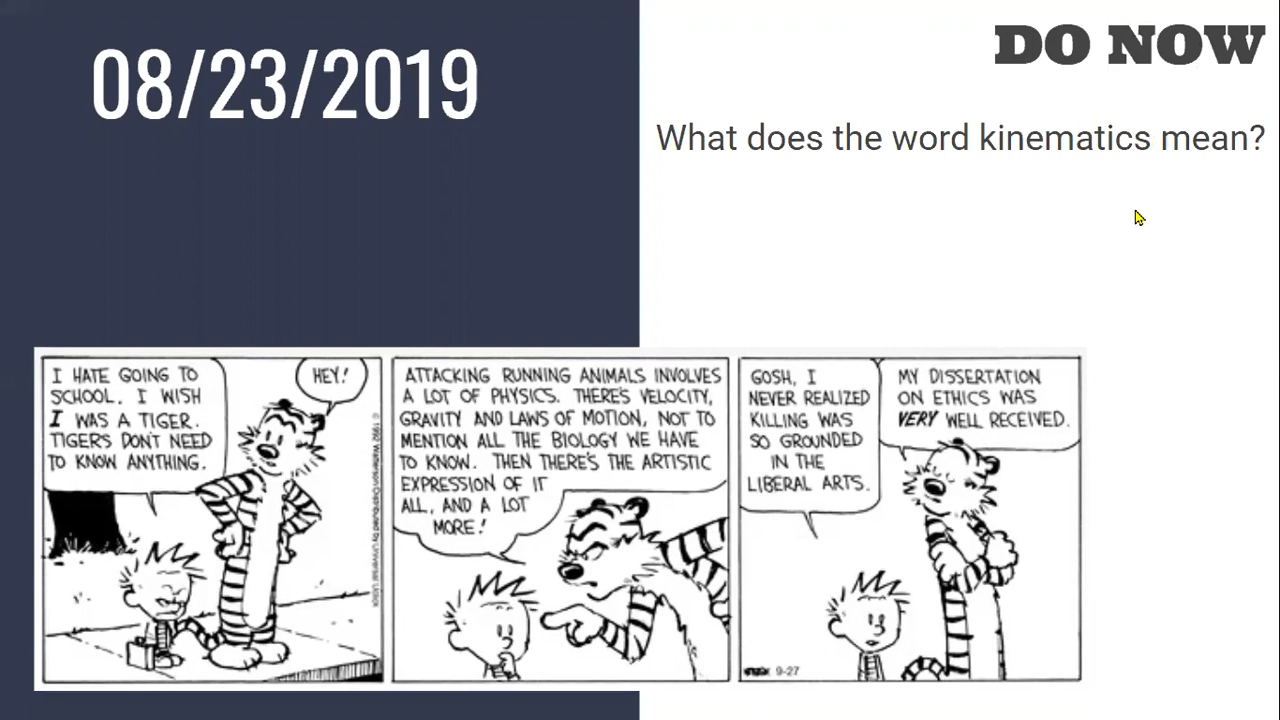 08/23/2019
DO NOW
What does the word kinematics mean?
I HATE GOING TO
SCHOOL. I WISH
I WAS A TIGER.
TIGERS DON'T NEED
TO KNOW ANYTHING.
HEY!
ATTACKING RUNNING ANIMALS INVOLVES
A LOT OF PHYSICS. THERE'S VELOCITY,
GRAVITY AND LAWS OF MOTION, NOT TO
MENTION ALL THE BIOLOGY WE HAVE
TO KNOW. THEN THERE'S THE ARTISTIC
EXPRESSION OF IT
ALL, AND A LOT
MORE!
GOSH, I
NEVER REALIZED
KILLING WAS
SO GROUNDED
IN THE
LIBERAL ARTS.
MY DISSERTATION
ON ETHICS WAS
VERY WELL RECEIVED.
9-27